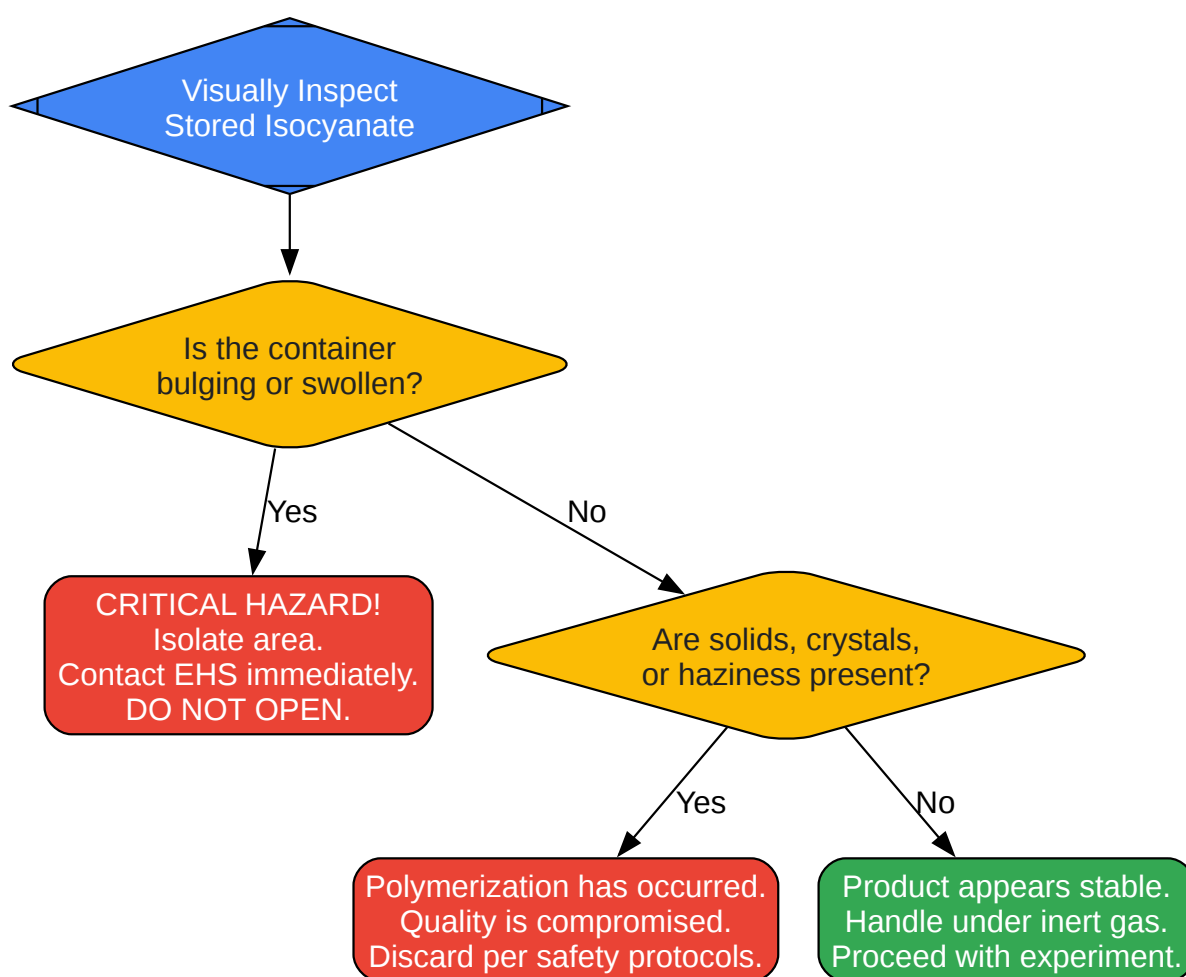 Visually Inspect
Stored Isocyanate
Is the container
bulging or swollen?
Yes
No
CRITICAL HAZARD!
Isolate area.
Contact EHS immediately.
DO NOT OPEN.
Are solids, crystals,
or haziness present?
Yes
No
Polymerization has occurred.
Quality is compromised.
Discard per safety protocols.
Product appears stable.
Handle under inert gas.
Proceed with experiment.